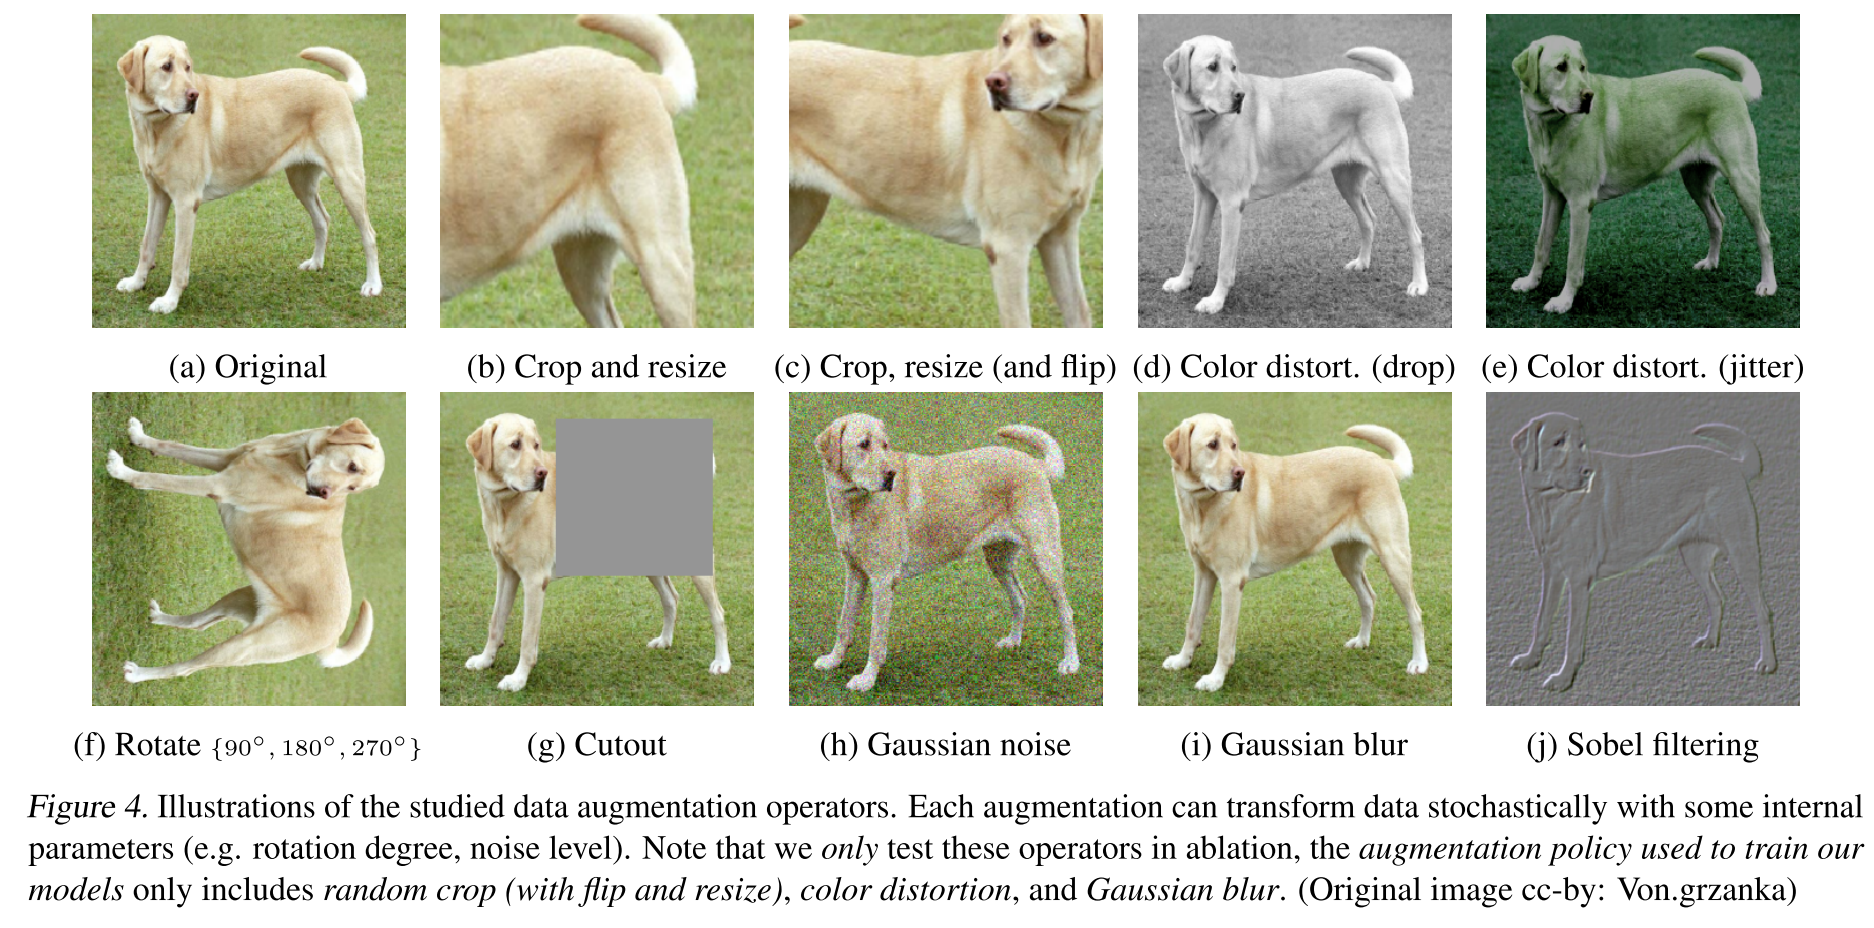 (a) Original
(b) Crop and resize
(c) Crop, resize (and flip)
(d) Color distort. (drop)
(e) Color distort. (jitter)
(f) Rotate {90°, 180°, 270°}
(g) Cutout
(h) Gaussian noise
(i) Gaussian blur
(j) Sobel filtering
Figure 4. Illustrations of the studied data augmentation operators. Each augmentation can transform data stochastically with some internal
parameters (e.g. rotation degree, noise level). Note that we only test these operators in ablation, the augmentation policy used to train our
models only includes random crop (with flip and resize), color distortion, and Gaussian blur. (Original image cc-by: Von.grzanka)